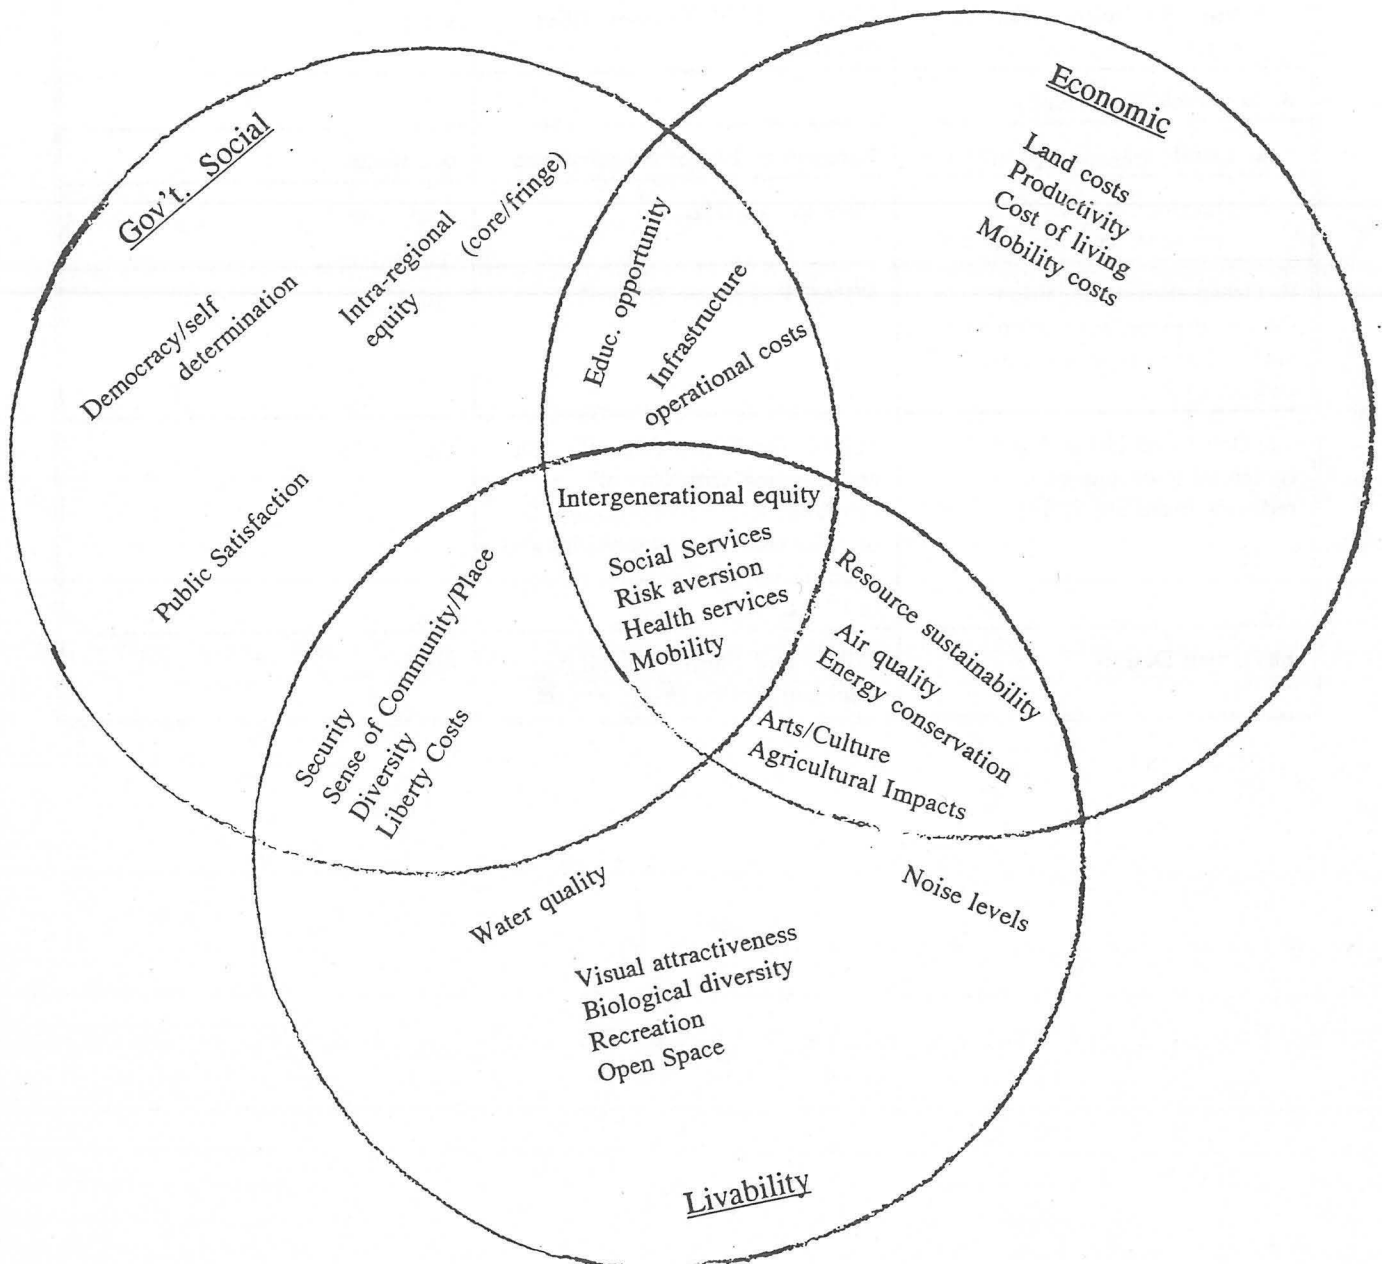 Economic
Land costs
Productivity
Cost of living
Mobility costs
Gov't. Social
Intra-regional (core/fringe)
equity
Democracy/self
determination
Public Satisfaction
Educ. opportunity
Infrastructure
operational costs
Intergenerational equity
Social Services
Risk aversion
Health services
Mobility
Resource sustainability
Air quality
Energy conservation
Arts/Culture
Agricultural Impacts
Security
Sense of Community/Place
Diversity
Liberty Costs
Water quality
Noise levels
Visual attractiveness
Biological diversity
Recreation
Open Space
Livability